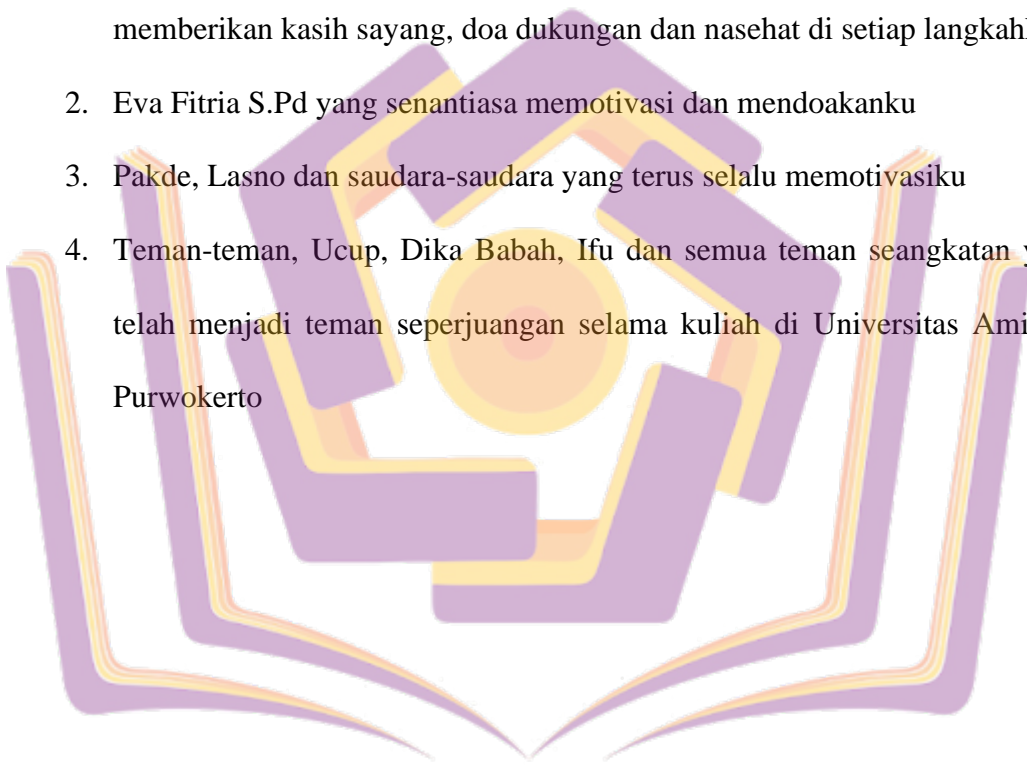 memberikan kasih sayang, doa dukungan dan nasehat di setiap
2. Eva Fitria S.Pd yang senantiasa memotivasi dan mendoakanku
3. Pakde, Lasno dan saudara-saudara yang terus selalu memotivasiku
4. Teman-teman, Ucup, Dika Babah, Ifu dan semua teman seangkatan
telah menjadi teman seperjuangan selama kuliah di Universitas
Purwokerto